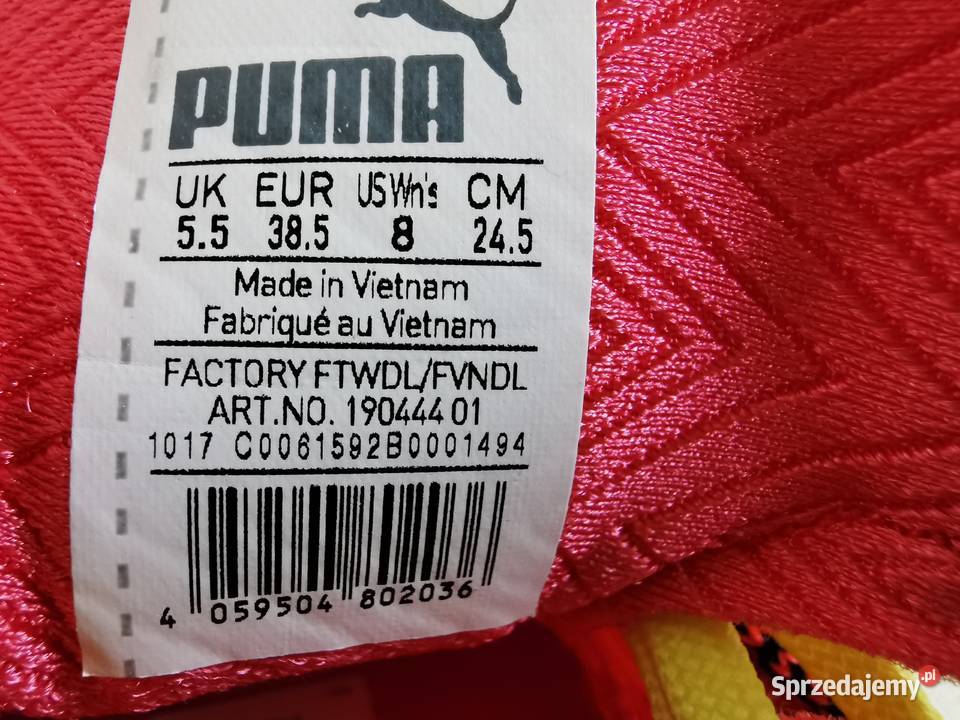 PUMA
UK EUR USWn's CM
5.5 38.5 8 24.5
Made in Vietnam
Fabriqué au Vietnam
FACTORY FTWDL/FVNDL
ART.NO. 190444 01
1017 C0061592B0001494
4 059504 802036
Sprzedajemy.pl